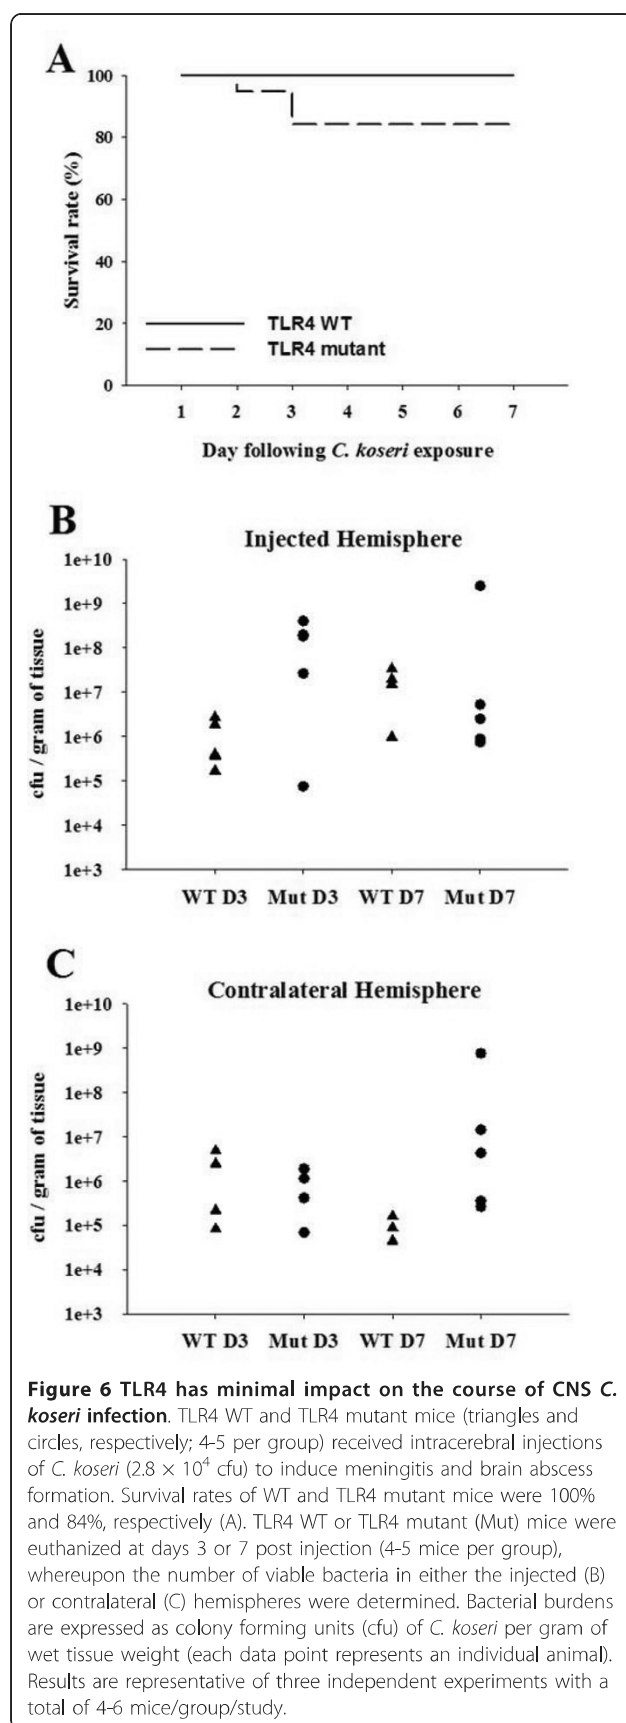 A
100
80
60
40
20
0
Survival rate (%)
TLR4 WT
TLR4 mutant
1 2 3 4 5 6 7
Day following C. koseri exposure
B
Injected Hemisphere
1e+10
1e+9
1e+8
1e+7
1e+6
1e+5
1e+4
1e+3
cfu / gram of tissue
WT D3 Mut D3 WT D7 Mut D7
C
Contralateral Hemisphere
1e+10
1e+9
1e+8
1e+7
1e+6
1e+5
1e+4
1e+3
cfu / gram of tissue
WT D3 Mut D3 WT D7 Mut D7
Figure 6 TLR4 has minimal impact on the course of CNS C.
koseri infection. TLR4 WT and TLR4 mutant mice (triangles and
circles, respectively; 4-5 per group) received intracerebral injections
of C. koseri (2.8 × 10⁴ cfu) to induce meningitis and brain abscess
formation. Survival rates of WT and TLR4 mutant mice were 100%
and 84%, respectively (A). TLR4 WT or TLR4 mutant (Mut) mice were
euthanized at days 3 or 7 post injection (4-5 mice per group),
whereupon the number of viable bacteria in either the injected (B)
or contralateral (C) hemispheres were determined. Bacterial burdens
are expressed as colony forming units (cfu) of C. koseri per gram of
wet tissue weight (each data point represents an individual animal).
Results are representative of three independent experiments with a
total of 4-6 mice/group/study.